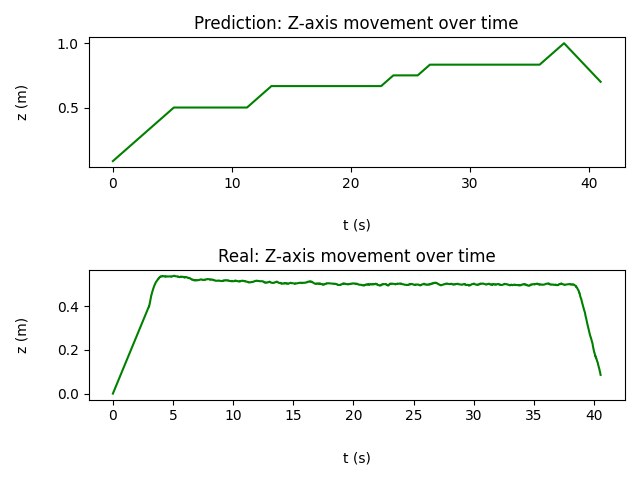 Prediction: Z-axis movement over time
1.0
0.5
z (m)
0 10 20 30 40
t (s)
Real: Z-axis movement over time
0.4
0.2
0.0
z (m)
0 5 10 15 20 25 30 35 40
t (s)